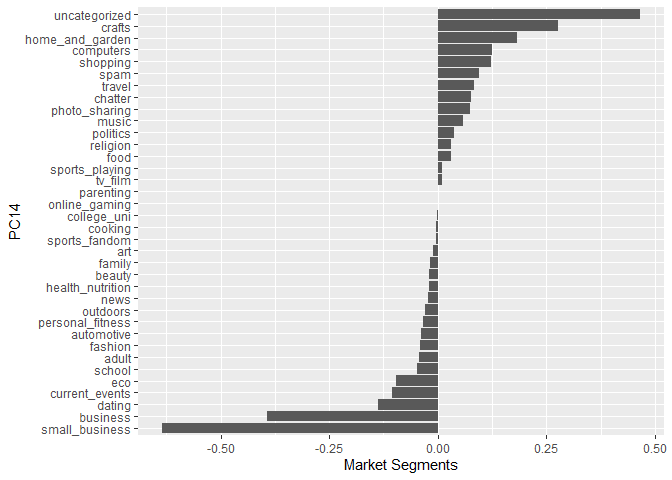 uncategorized
crafts
home_and_garden
computers
shopping
spam
travel
chatter
photo_sharing
music
politics
religion
food
sports_playing
tv_film
parenting
online_gaming
college_uni
cooking
sports_fandom
art
family
beauty
health_nutrition
news
outdoors
personal_fitness
automotive
fashion
adult
school
eco
current_events
dating
business
small_business
PC14
-0.50 -0.25 0.00 0.25 0.50
Market Segments